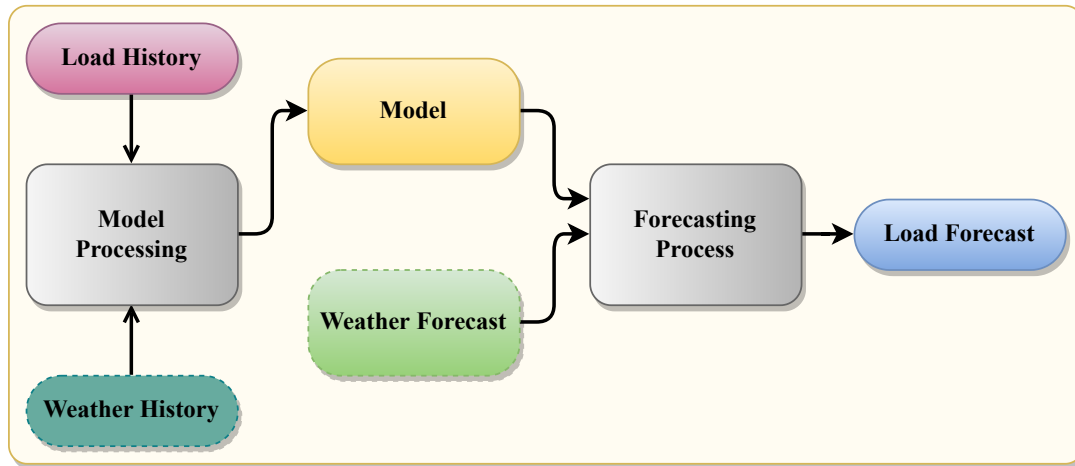 Load History
Model
Processing
Weather History
Model
Weather Forecast
Forecasting
Process
Load Forecast